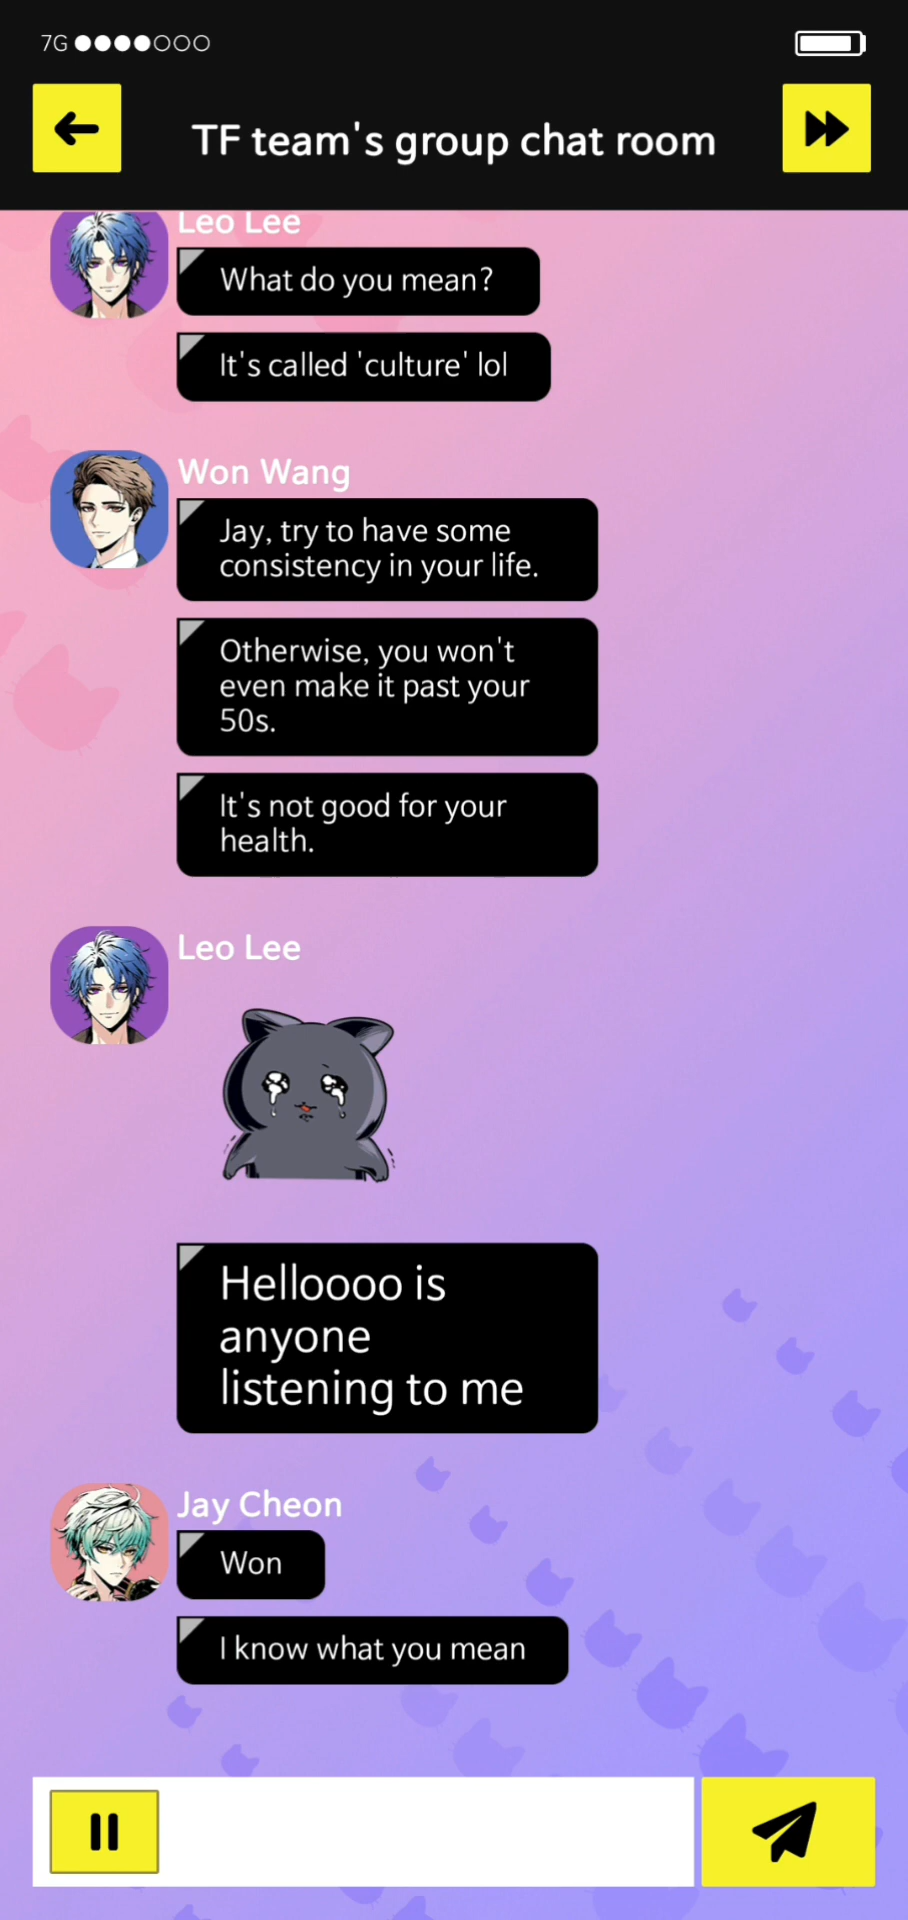 7G
TF team's group chat room
Leo Lee
What do you mean?
It's called 'culture' lol
Won Wang
Jay, try to have some
consistency in your life.
Otherwise, you won't
even make it past your
50s.
It's not good for your
health.
Leo Lee
Helloooo is
anyone
listening to me
Jay Cheon
Won
I know what you mean